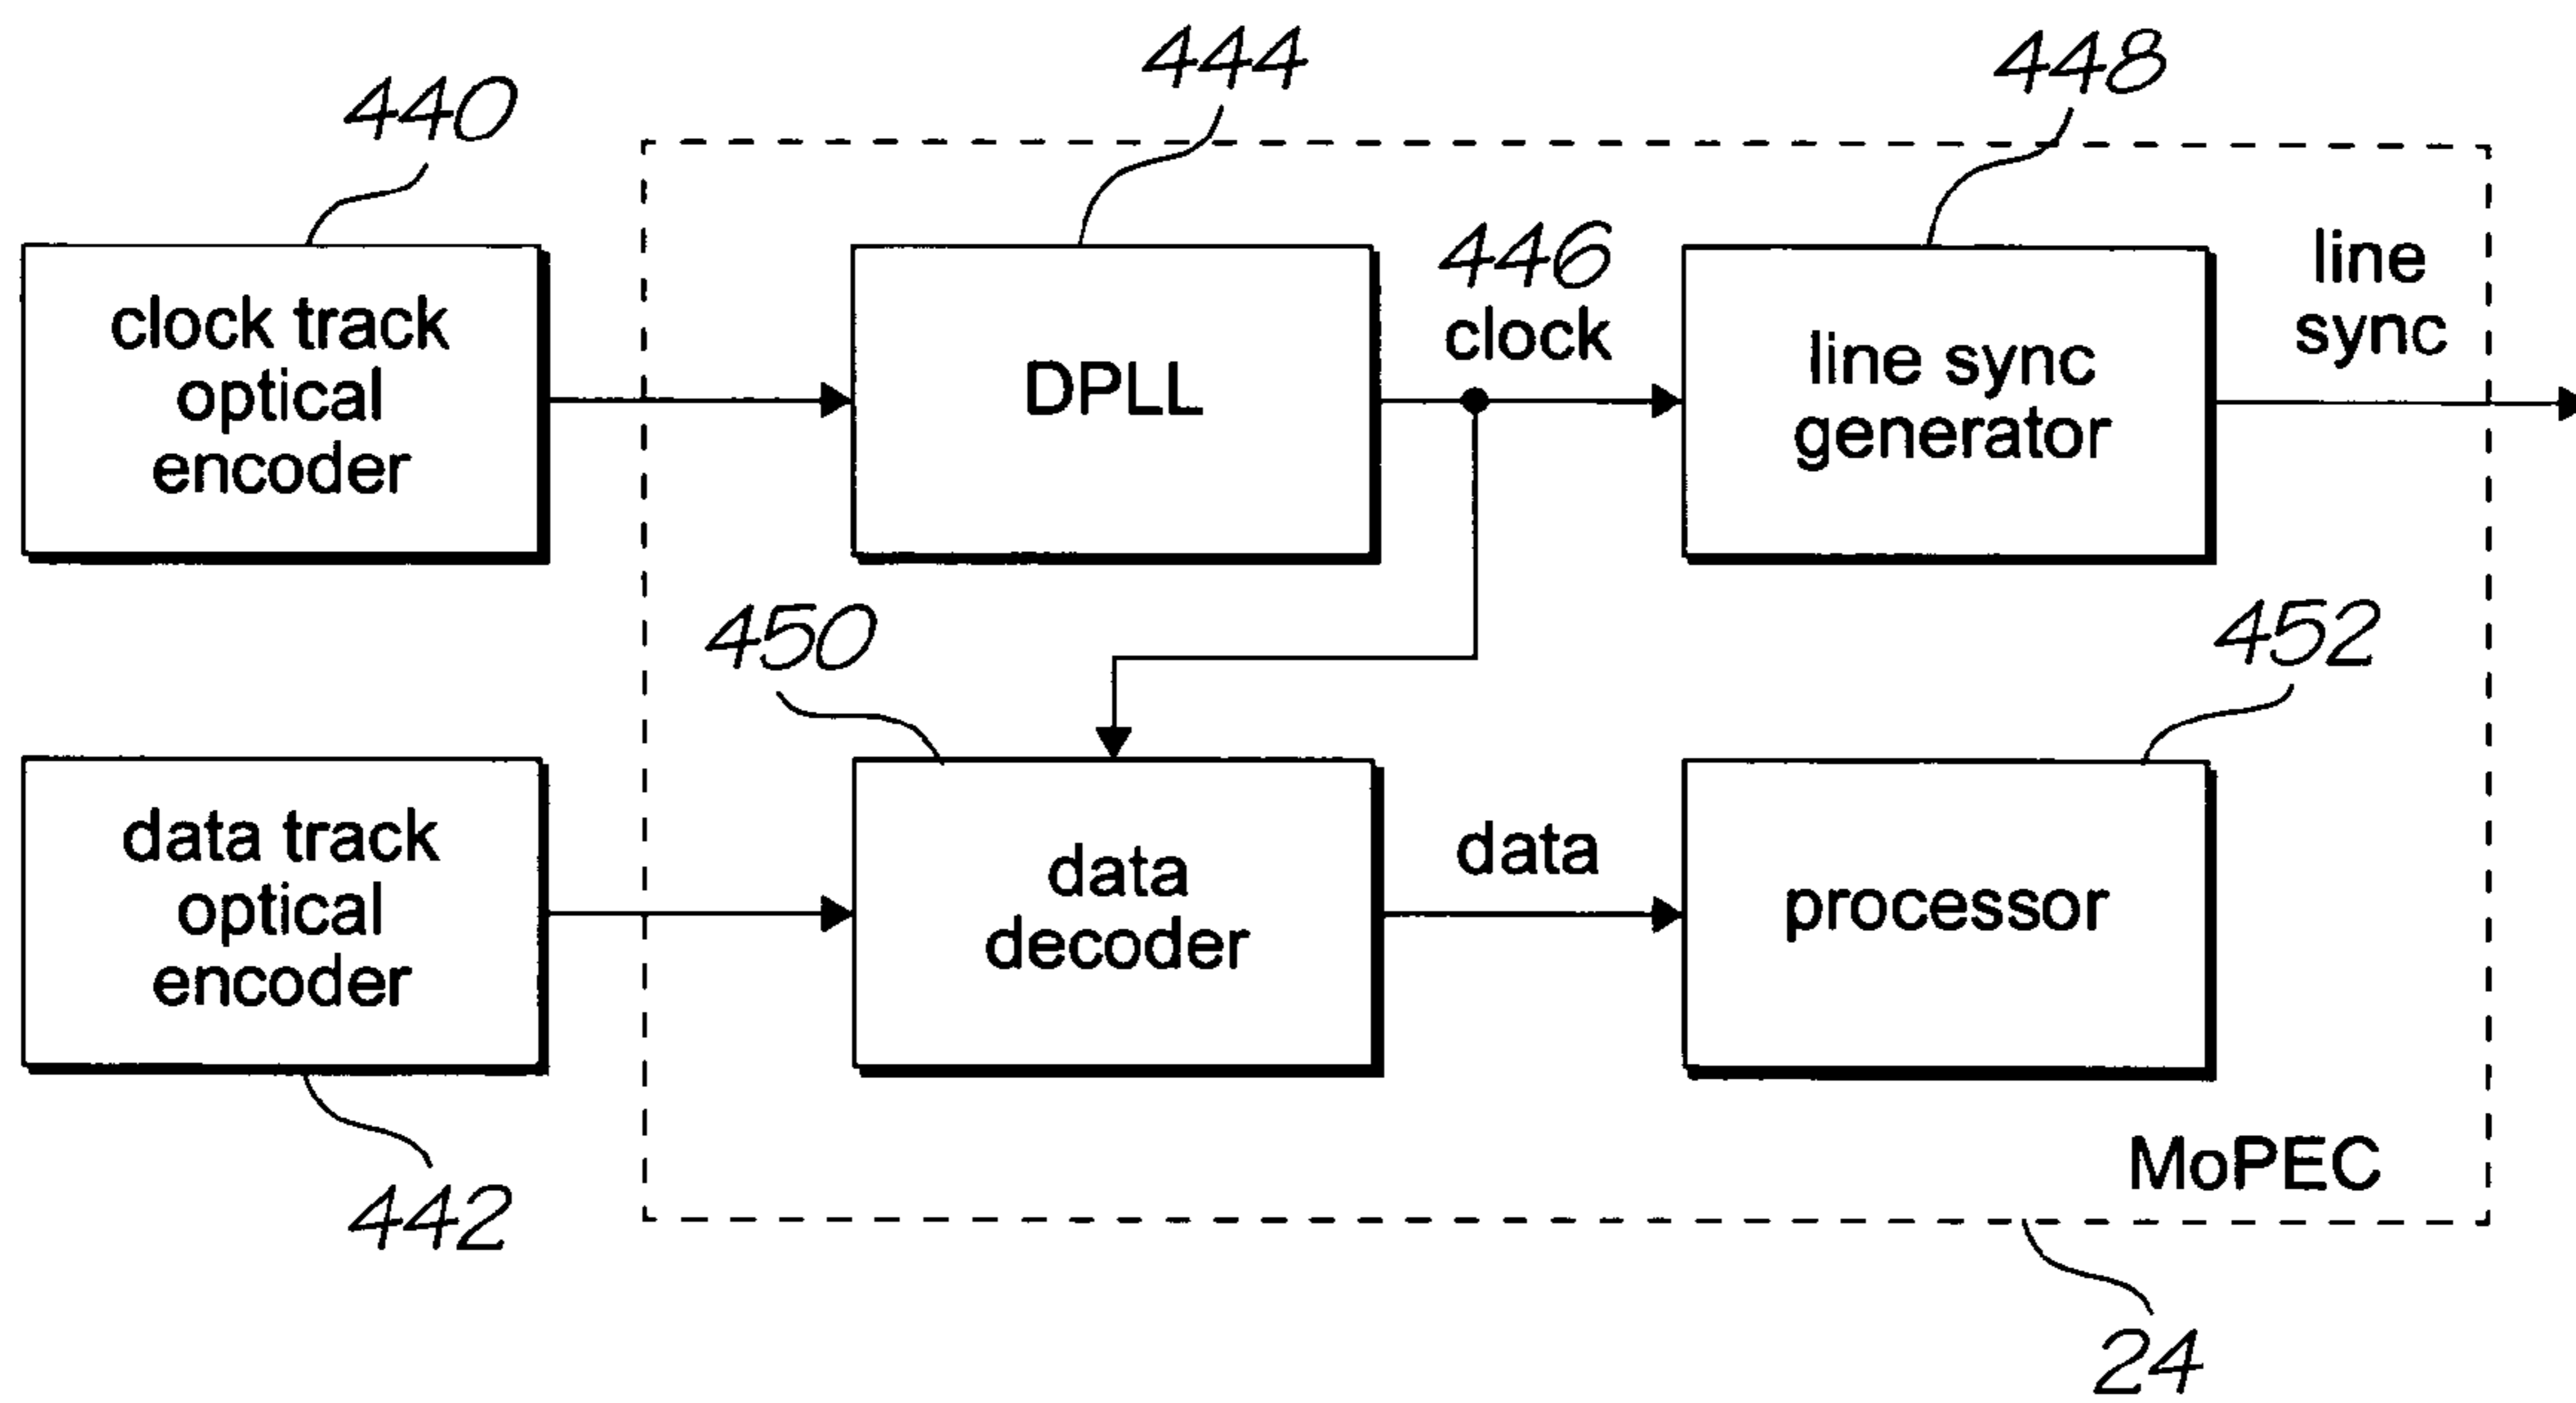 444
448
440
446
clock
line
sync
clock track
optical
encoder
DPLL
line sync
generator
450
452
data track
optical
encoder
data
decoder
data
processor
MoPEC
442
24